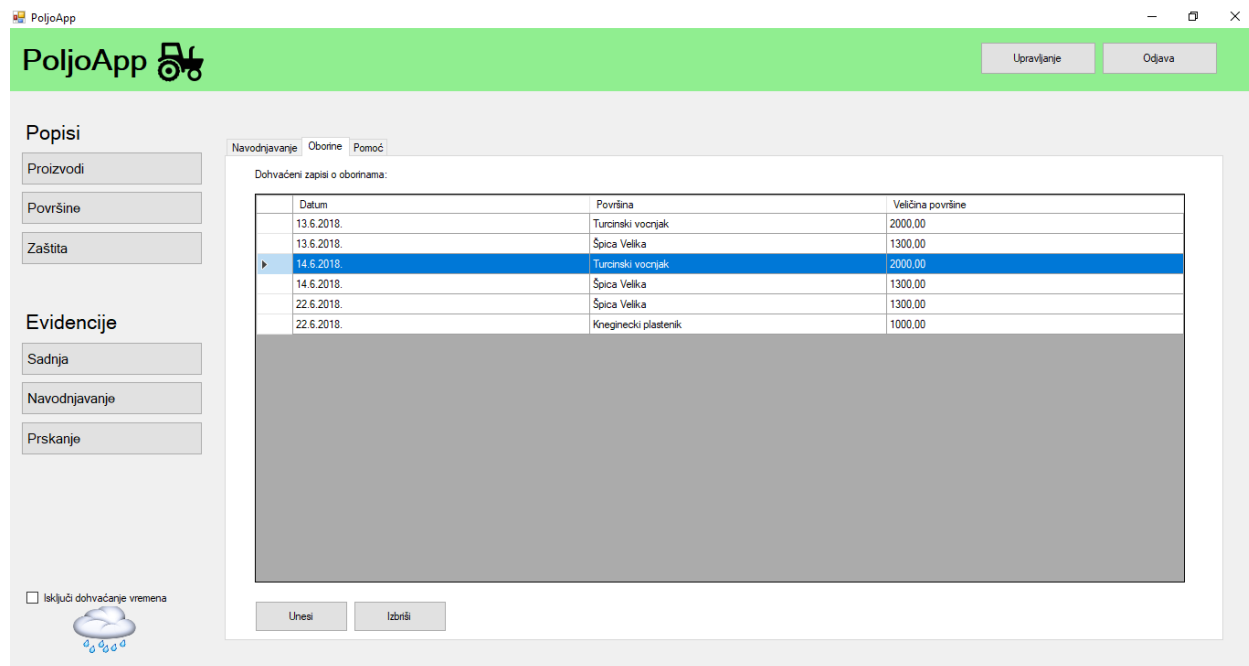 PoljoApp
PoljoApp
Upravljanje
Odjava
Popisi
Proizvodi
Površine
Zaštita
Evidencije
Sadnja
Navodnjavanje
Prskanje
Isključi dohvaćanje vremena
Navodnjavanje Oborine Pomoć
Dohvaćeni zapisi o oborinama:
Datum Površina Veličina površine
13.6.2018. Turcinski vocnjak 2000,00
13.6.2018. Špica Velika 1300,00
14.6.2018. Turcinski vocnjak 2000,00
14.6.2018. Špica Velika 1300,00
22.6.2018. Špica Velika 1300,00
22.6.2018. Kneginecki plastenik 1000,00
Unesi
Izbriši